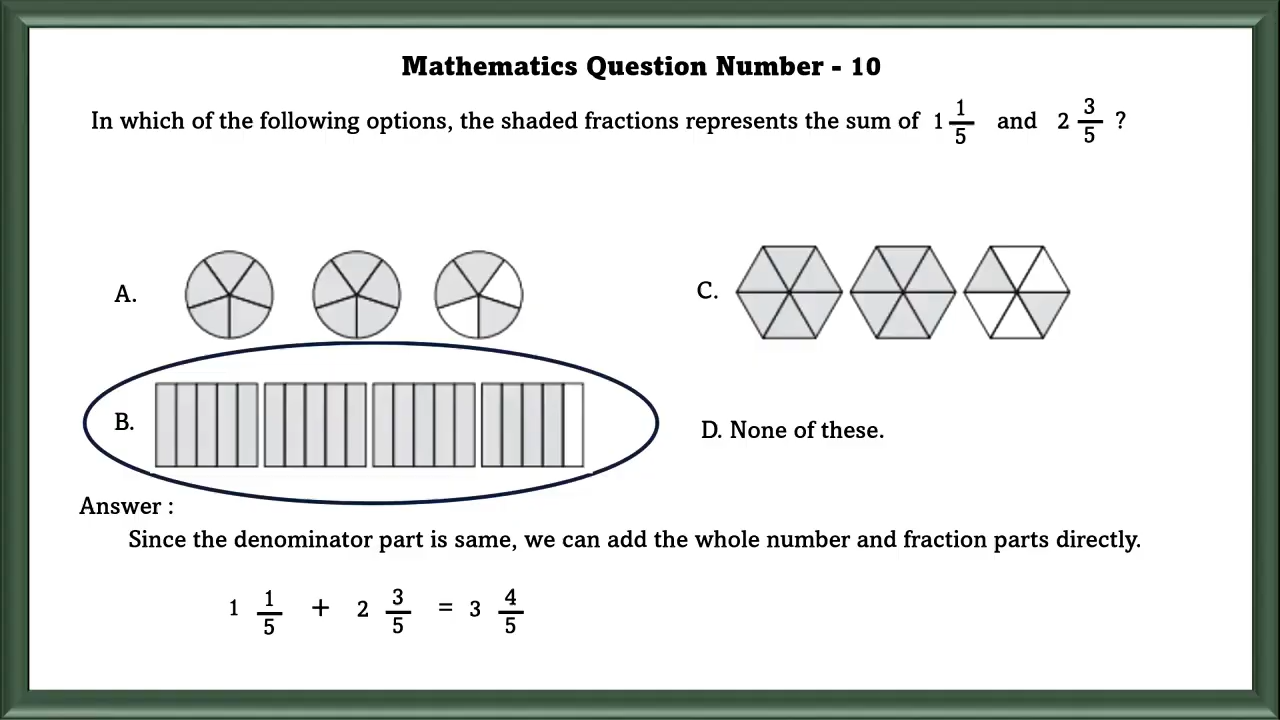 Mathematics Question Number - 10
In which of the following options, the shaded fractions represents the sum of 1 1/5 and 2 3/5 ?
A.
C.
B.
D. None of these.
Answer :
Since the denominator part is same, we can add the whole number and fraction parts directly.
1 1/5 + 2 3/5 = 3 4/5